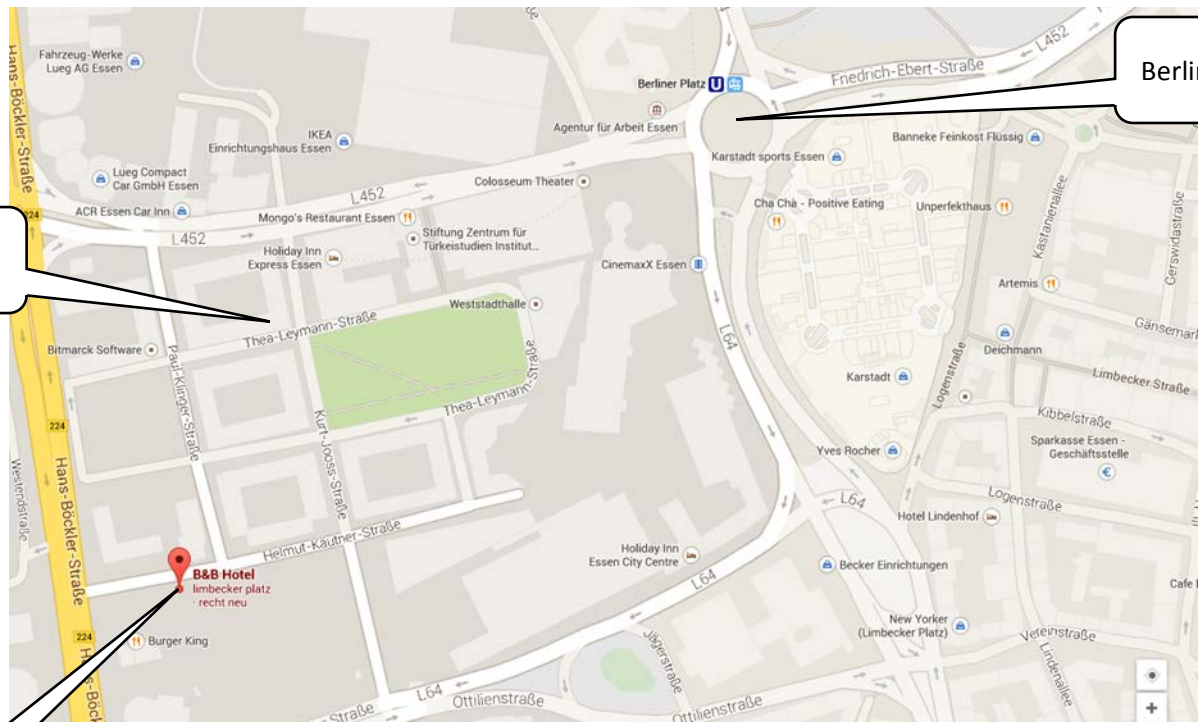 Hans-Böckler-Straße
Fahrzeug-Werke
Lueg AG Essen
Berliner Platz U
Agentur für Arbeit Essen
Friedrich-Ebert-Straße
L452
IKEA
Einrichtungshaus Essen
Karstadt sports Essen
Banneke Feinkost Flüssig
Lueg Compact
Car GmbH Essen
Colosseum Theater
L452
Cha Chà - Positive Eating
Unperfekthaus
Kastanienallee
Gerswidastraße
ACR Essen Car Inn
224
Mongo's Restaurant Essen
L452
Stiftung Zentrum für
Türkeistudien Institut...
Holiday Inn
Express Essen
CinemaxX Essen
Artemis
Weststadthalle
Thea-Leymann-Straße
L64
Gänsemar
Deichmann
Bitmarck Software
Paul-Klinger-Straße
Thea-Leymann-Straße
Karstadt
Logenstraße
Limbecker Straße
Kibbelstraße
Kurt-Jooss-Straße
224
Hans-Böckler-Straße
Westendstraße
Yves Rocher
Sparkasse Essen -
Geschäftsstelle
€
L64
Logenstraße
Hotel Lindenhof
Helmut-Käutner-Straße
Holiday Inn
Essen City Centre
Becker Einrichtungen
B&B Hotel
limbecker platz
- recht neu
L64
Cafe
New Yorker
(Limbecker Platz)
224
Burger King
Jägerstraße
Vereinstraße
Lindenallee
L64
Ottilienstraße
Ottilienstraße
Straße
+
Berlin